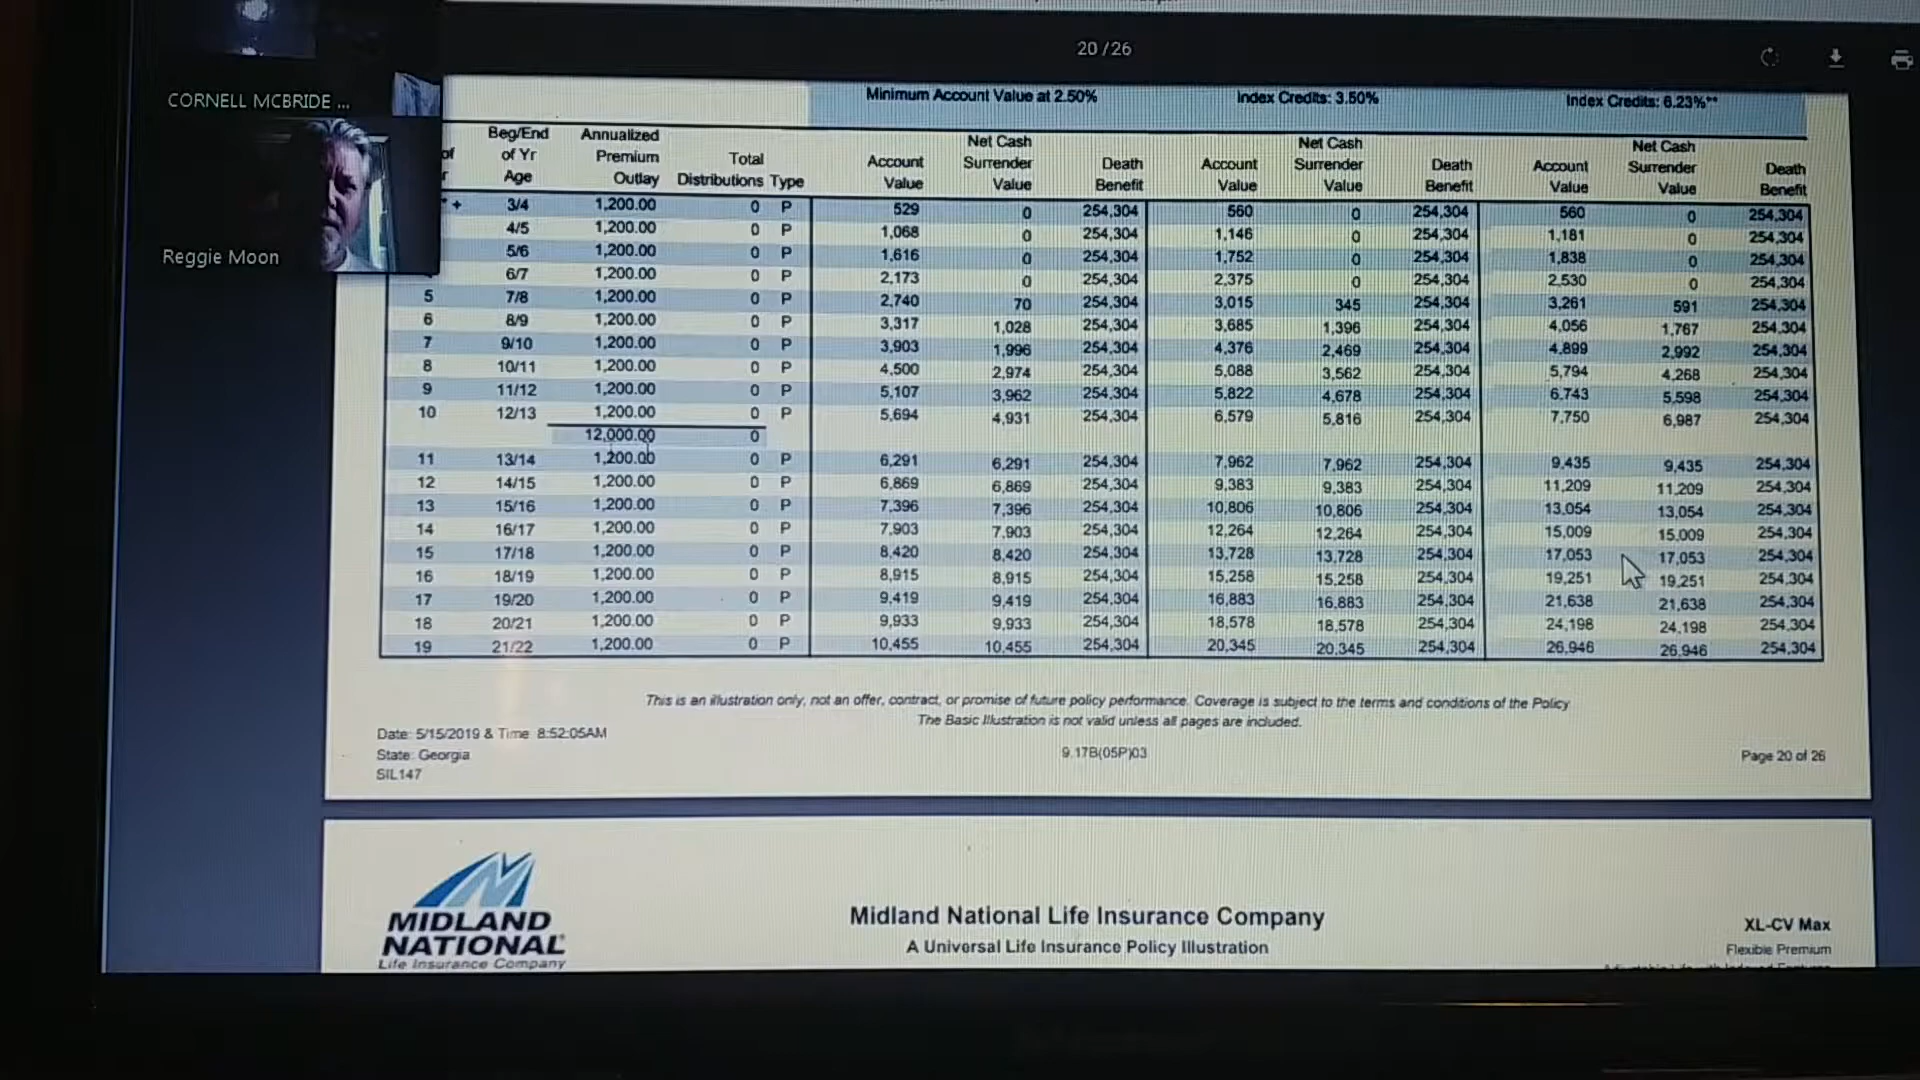 20 / 26
CORNELL MCBRIDE ...
Reggie Moon
Minimum Account Value at 2.50% Index Credits: 3.50% Index Credits: 6.23%**
Beg/End Annualized Net Cash Net Cash Net Cash
of of Yr Premium Total Account Surrender Death Account Surrender Death Account Surrender Death
r Age Outlay Distributions Type Value Value Benefit Value Value Benefit Value Value Benefit
* + 3/4 1,200.00 0 P 529 0 254,304 560 0 254,304 560 0 254,304
4/5 1,200.00 0 P 1,068 0 254,304 1,146 0 254,304 1,181 0 254,304
5/6 1,200.00 0 P 1,616 0 254,304 1,752 0 254,304 1,838 0 254,304
6/7 1,200.00 0 P 2,173 0 254,304 2,375 0 254,304 2,530 0 254,304
5 7/8 1,200.00 0 P 2,740 70 254,304 3,015 345 254,304 3,261 591 254,304
6 8/9 1,200.00 0 P 3,317 1,028 254,304 3,685 1,396 254,304 4,056 1,767 254,304
7 9/10 1,200.00 0 P 3,903 1,996 254,304 4,376 2,469 254,304 4,899 2,992 254,304
8 10/11 1,200.00 0 P 4,500 2,974 254,304 5,088 3,562 254,304 5,794 4,268 254,304
9 11/12 1,200.00 0 P 5,107 3,962 254,304 5,822 4,678 254,304 6,743 5,598 254,304
10 12/13 1,200.00 0 P 5,694 4,931 254,304 6,579 5,816 254,304 7,750 6,987 254,304
12,000.00 0
11 13/14 1,200.00 0 P 6,291 6,291 254,304 7,962 7,962 254,304 9,435 9,435 254,304
12 14/15 1,200.00 0 P 6,869 6,869 254,304 9,383 9,383 254,304 11,209 11,209 254,304
13 15/16 1,200.00 0 P 7,396 7,396 254,304 10,806 10,806 254,304 13,054 13,054 254,304
14 16/17 1,200.00 0 P 7,903 7,903 254,304 12,264 12,264 254,304 15,009 15,009 254,304
15 17/18 1,200.00 0 P 8,420 8,420 254,304 13,728 13,728 254,304 17,053 17,053 254,304
16 18/19 1,200.00 0 P 8,915 8,915 254,304 15,258 15,258 254,304 19,251 19,251 254,304
17 19/20 1,200.00 0 P 9,419 9,419 254,304 16,883 16,883 254,304 21,638 21,638 254,304
18 20/21 1,200.00 0 P 9,933 9,933 254,304 18,578 18,578 254,304 24,198 24,198 254,304
19 21/22 1,200.00 0 P 10,455 10,455 254,304 20,345 20,345 254,304 26,946 26,946 254,304
This is an illustration only, not an offer, contract, or promise of future policy performance. Coverage is subject to the terms and conditions of the Policy
The Basic Illustration is not valid unless all pages are included.
Date: 5/15/2019 & Time 8:52:05AM
State: Georgia 9.17B(05P)03 Page 20 of 26
SIL147
MIDLAND
NATIONAL
Life Insurance Company
Midland National Life Insurance Company
A Universal Life Insurance Policy Illustration
XL-CV Max
Flexible Premium